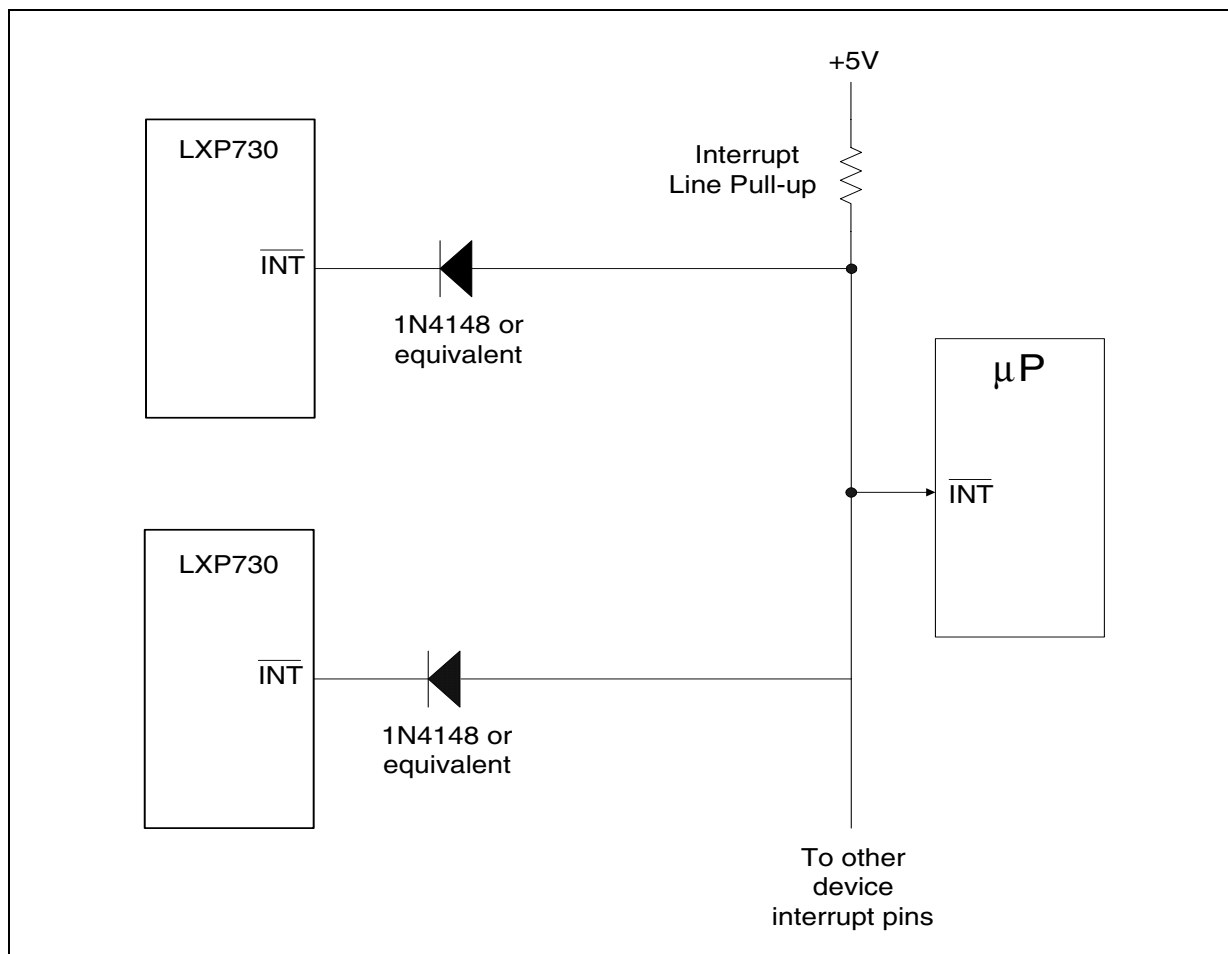 +5V
LXP730
Interrupt
Line Pull-up
INT
1N4148 or
equivalent
μP
INT
LXP730
INT
1N4148 or
equivalent
To other
device
interrupt pins